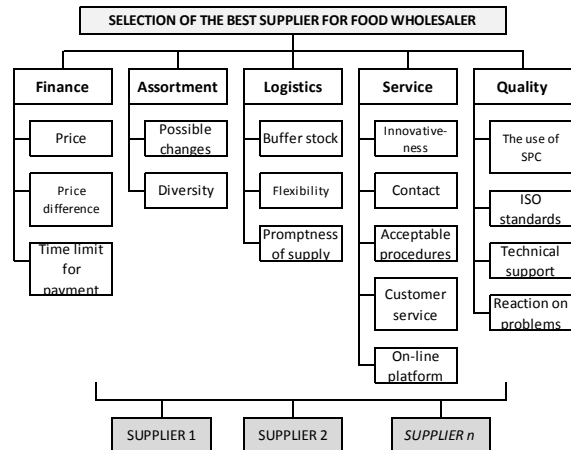 SELECTION OF THE BEST SUPPLIER FOR FOOD WHOLESALER
Finance
Assortment
Logistics
Service
Quality
Price
Price
difference
Time limit
for
payment
Possible
changes
Diversity
Buffer stock
Flexibility
Promptness
of supply
Innovative-
ness
Contact
Acceptable
procedures
Customer
service
On-line
platform
The use of
SPC
ISO
standards
Technical
support
Reaction on
problems
SUPPLIER 1
SUPPLIER 2
SUPPLIER n